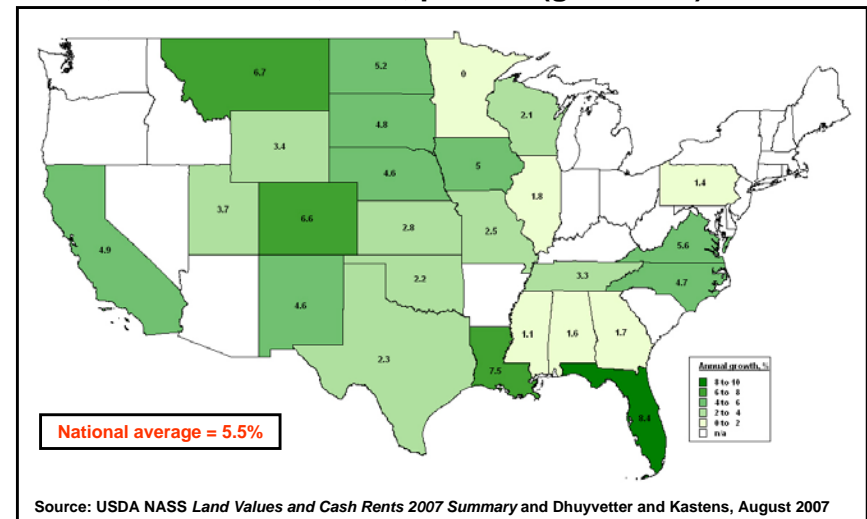 6.7
5.2
0
2.1
4.8
3.4
4.6
5
1.4
3.7
6.6
1.8
4.9
2.8
2.5
5.6
3.3
4.7
4.6
2.2
2.3
1.1
1.6
1.7
7.5
8.4
Annual growth, %
8 to 10
6 to 8
4 to 6
2 to 4
0 to 2
n/a
National average = 5.5%
Source: USDA NASS Land Values and Cash Rents 2007 Summary and Dhuyvetter and Kastens, August 2007